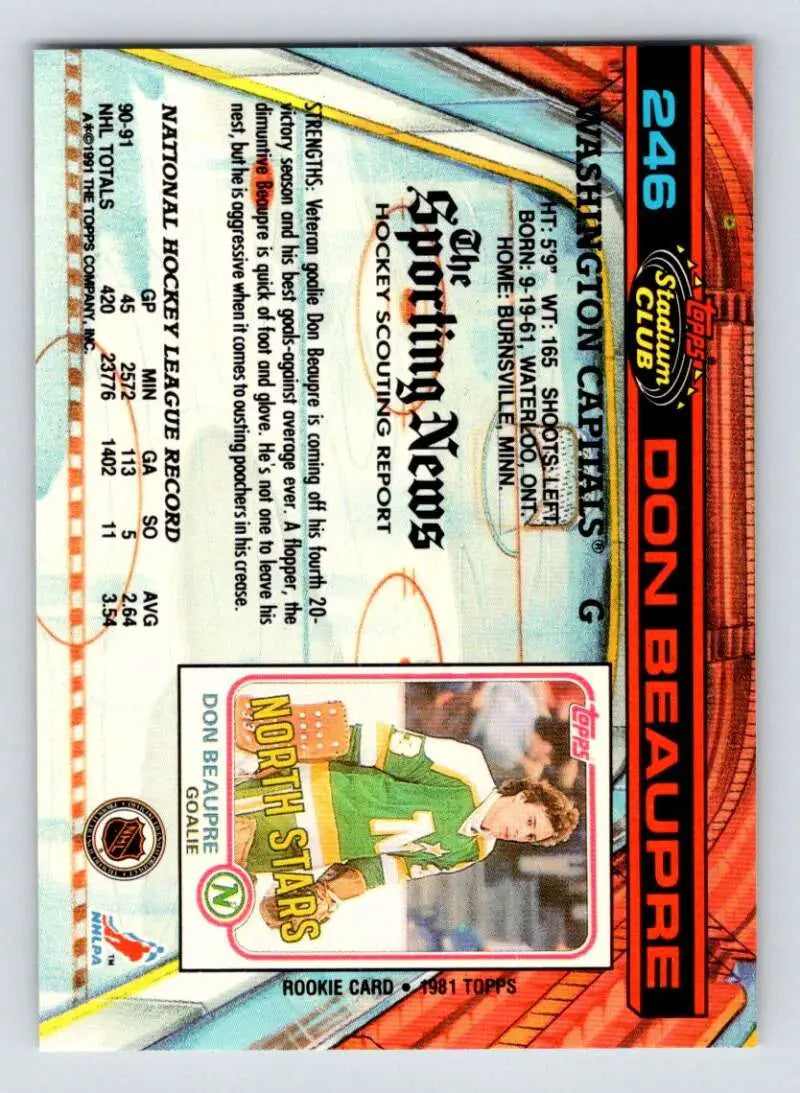 246
TOPPS
Stadium
CLUB
DON BEAUPRE
WASHINGTON CAPITALS® G
HT: 5'9" WT: 165 SHOOTS: LEFT
BORN: 9-19-61, WATERLOO, ONT.
HOME: BURNSVILLE, MINN.
The
Sporting News
HOCKEY SCOUTING REPORT
STRENGTHS: Veteran goalie Don Beaupre is coming off his fourth 20-
victory season and his best goals-against average ever. A flopper, the
dimuntive Beaupre is quick of foot and glove. He's not one to leave his
nest, but he is aggressive when it comes to ousting poachers in his crease.
NATIONAL HOCKEY LEAGUE RECORD
GP MIN GA SO AVG
90-91 45 2572 113 5 2.64
NHL TOTALS 420 23776 1402 11 3.54
A*©1991 THE TOPPS COMPANY, INC.
TOPPS
NORTH STARS
DON BEAUPRE
GOALIE
N
ROOKIE CARD • 1981 TOPPS
NHL
NHLPA
TM